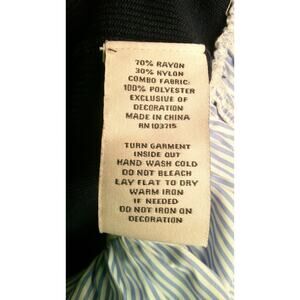 70% RAYON
30% NYLON
COMBO FABRIC:
100% POLYESTER
EXCLUSIVE OF
DECORATION
MADE IN CHINA
RN 103715
TURN GARMENT
INSIDE OUT
HAND WASH COLD
DO NOT BLEACH
LAY FLAT TO DRY
WARM IRON
IF NEEDED
DO NOT IRON ON
DECORATION